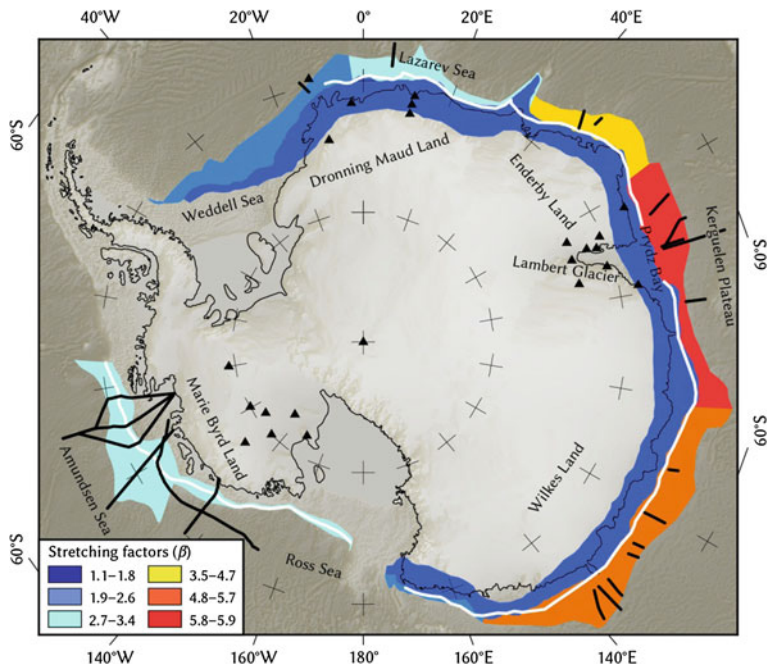 40°W 20°W 0° 20°E 40°E
Lazarev Sea
60°S
Dronning Maud Land
Enderby Land
Weddell Sea
Prydz Bay
Kerguelen Plateau
60°S
Lambert Glacier
Marie Byrd Land
Amundsen Sea
Wilkes Land
60°S
60°S
Ross Sea
Stretching factors (β)
1.1–1.8 3.5–4.7
1.9–2.6 4.8–5.7
2.7–3.4 5.8–5.9
140°W 160°W 180° 160°E 140°E